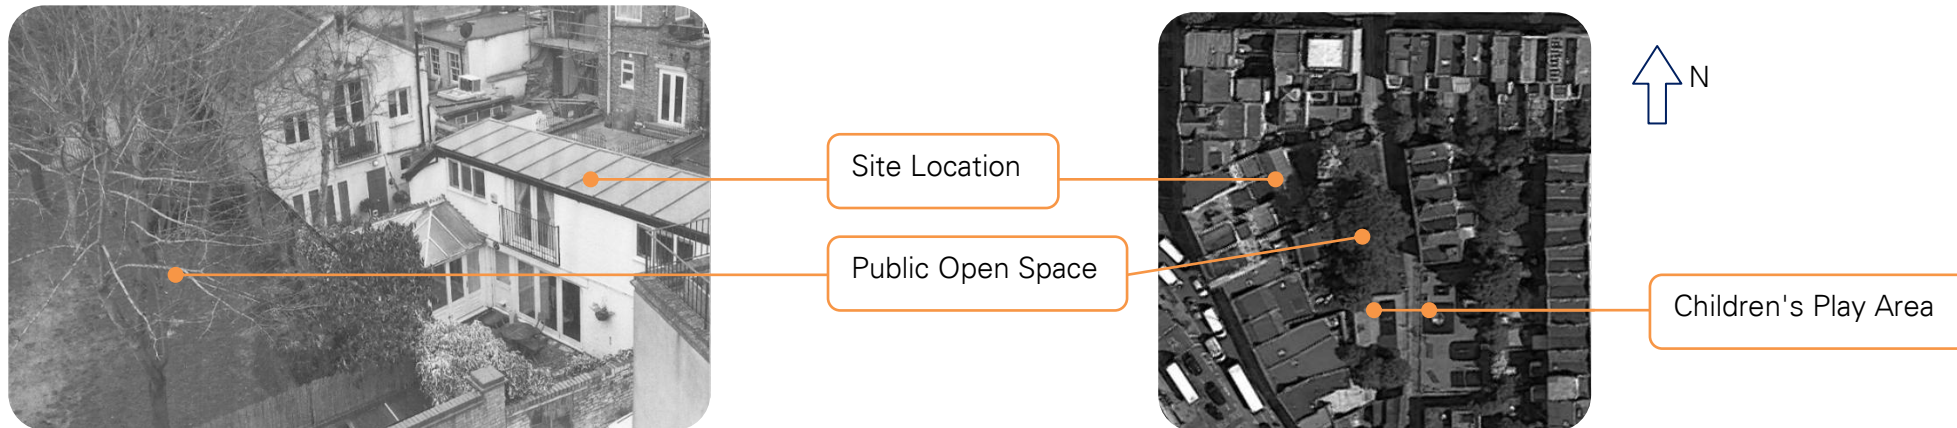 N
Site Location
Public Open Space
Children's Play Area